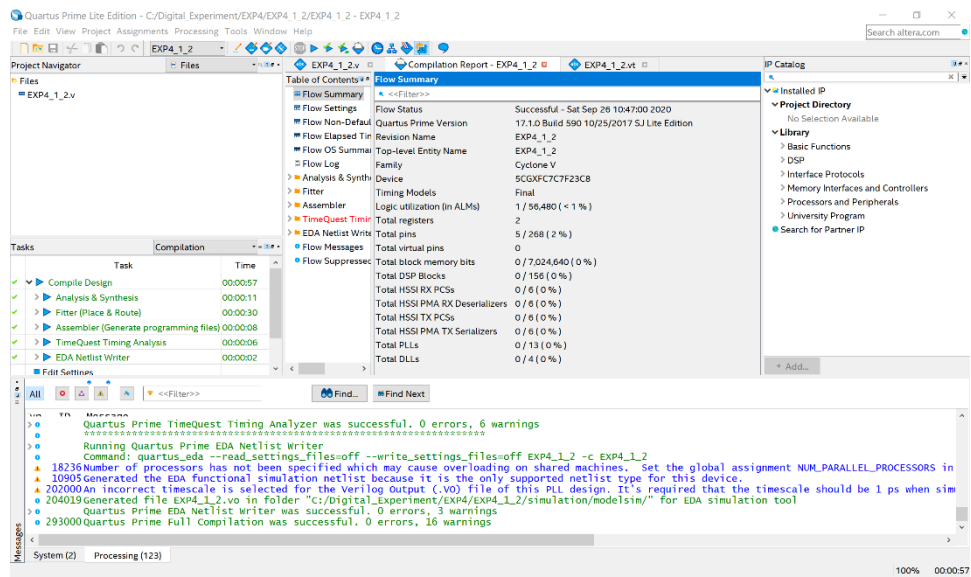 Quartus Prime Lite Edition - C:/Digital_Experiment/EXP4/EXP4_1_2/EXP4_1_2 - EXP4_1_2
File Edit View Project Assignments Processing Tools Window Help
Search altera.com
EXP4_1_2
Project Navigator
Files
Files
EXP4_1_2.v
Tasks
Compilation
Task Time
Compile Design 00:00:57
Analysis & Synthesis 00:00:11
Fitter (Place & Route) 00:00:30
Assembler (Generate programming files) 00:00:08
TimeQuest Timing Analysis 00:00:06
EDA Netlist Writer 00:00:02
Edit Settings
EXP4_1_2.v
Compilation Report - EXP4_1_2
EXP4_1_2.vt
Table of Contents
Flow Summary
Flow Settings
Flow Non-Defaul
Flow Elapsed Tin
Flow OS Summa
Flow Log
Analysis & Synth
Fitter
Assembler
TimeQuest Timin
EDA Netlist Write
Flow Messages
Flow Suppressed
Flow Summary
<<Filter>>
Flow Status Successful - Sat Sep 26 10:47:00 2020
Quartus Prime Version 17.1.0 Build 590 10/25/2017 SJ Lite Edition
Revision Name EXP4_1_2
Top-level Entity Name EXP4_1_2
Family Cyclone V
Device 5CGXFC7C7F23C8
Timing Models Final
Logic utilization (in ALMs) 1 / 56,480 ( < 1 % )
Total registers 2
Total pins 5 / 268 ( 2 % )
Total virtual pins 0
Total block memory bits 0 / 7,024,640 ( 0 % )
Total DSP Blocks 0 / 156 ( 0 % )
Total HSSI RX PCSs 0 / 6 ( 0 % )
Total HSSI PMA RX Deserializers 0 / 6 ( 0 % )
Total HSSI TX PCSs 0 / 6 ( 0 % )
Total HSSI PMA TX Serializers 0 / 6 ( 0 % )
Total PLLs 0 / 13 ( 0 % )
Total DLLs 0 / 4 ( 0 % )
IP Catalog
Installed IP
Project Directory
No Selection Available
Library
Basic Functions
DSP
Interface Protocols
Memory Interfaces and Controllers
Processors and Peripherals
University Program
Search for Partner IP
+ Add...
All
<<Filter>>
Find...
Find Next
ID Message
Quartus Prime TimeQuest Timing Analyzer was successful. 0 errors, 6 warnings
Running Quartus Prime EDA Netlist Writer
Command: quartus_eda --read_settings_files=off --write_settings_files=off EXP4_1_2 -c EXP4_1_2
18236 Number of processors has not been specified which may cause overloading on shared machines. Set the global assignment NUM_PARALLEL_PROCESSORS in
10905 Generated the EDA functional simulation netlist because it is the only supported netlist type for this device.
202000 An incorrect timescale is selected for the Verilog Output (.VO) file of this PLL design. It's required that the timescale should be 1 ps when simu
204019 Generated file EXP4_1_2.vo in folder "C:/Digital_Experiment/EXP4/EXP4_1_2/simulation/modelsim/" for EDA simulation tool
Quartus Prime EDA Netlist Writer was successful. 0 errors, 3 warnings
293000 Quartus Prime Full Compilation was successful. 0 errors, 16 warnings
Messages
System (2)
Processing (123)
100% 00:00:57